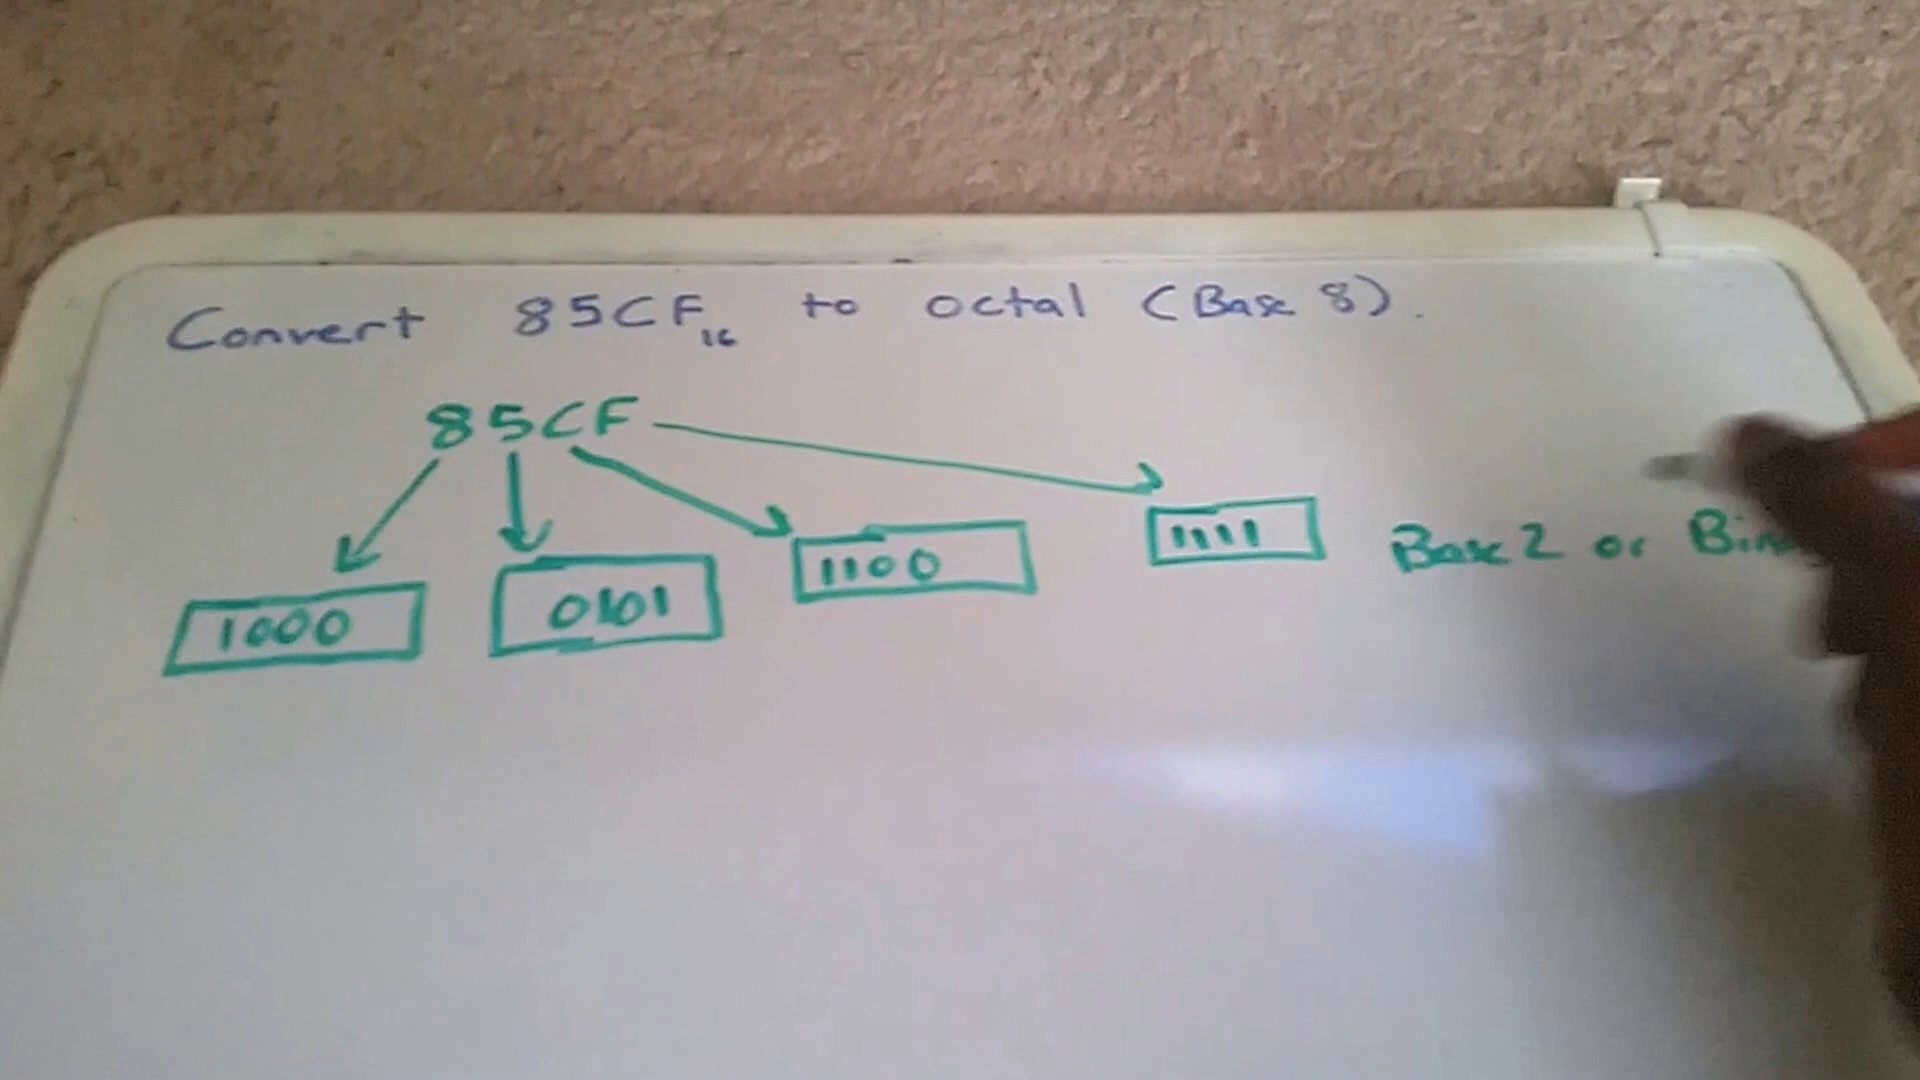 Convert 85CF16 to octal (Base 8).
85CF
1000 0101 1100 1111 Base 2 or